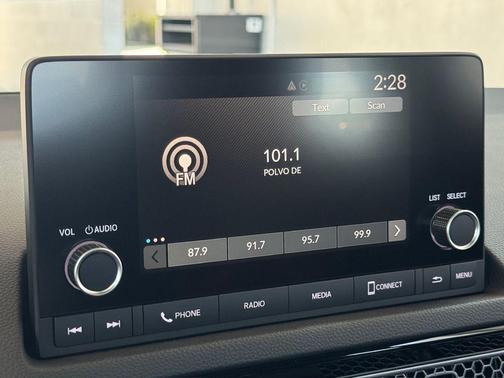 2:28
Text Scan
101.1
FM
POLVO DE
LIST SELECT
VOL AUDIO
87.9 91.7 95.7 99.9
PHONE RADIO MEDIA CONNECT MENU